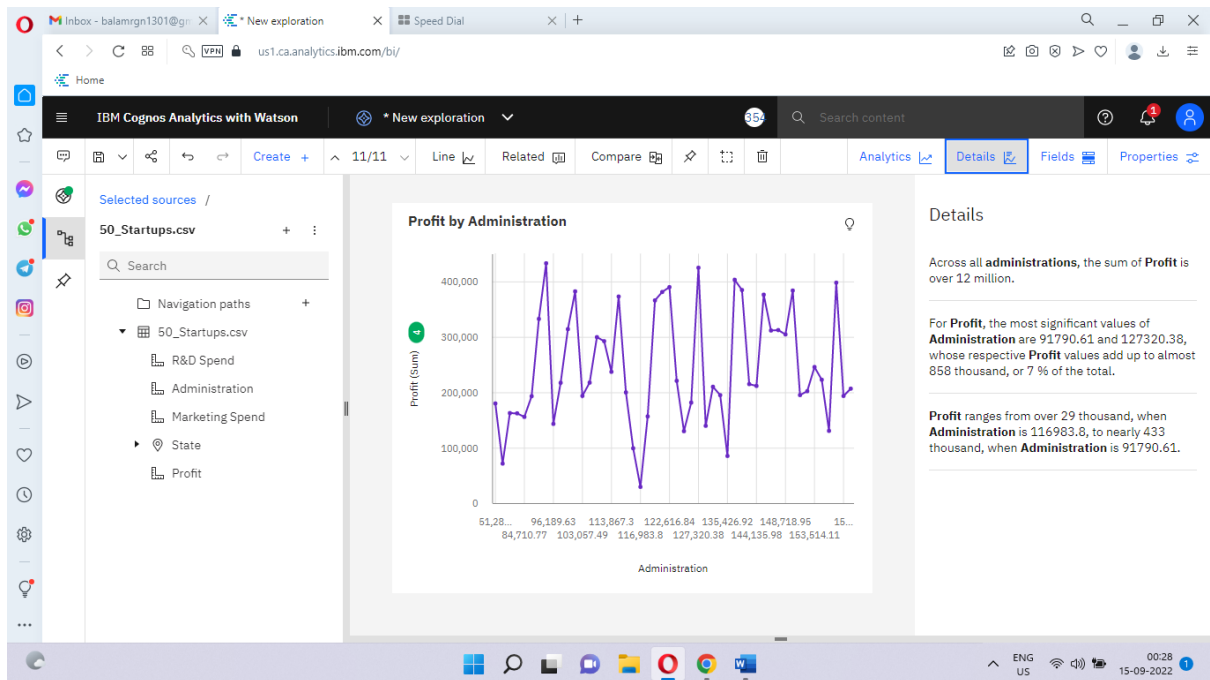 Inbox - balamrgn1301@gm
* New exploration
Speed Dial
VPN
us1.ca.analytics.ibm.com/bi/
Home
IBM Cognos Analytics with Watson
* New exploration
354
Search content
1
Create +
11/11
Line
Related
Compare
Analytics
Details
Fields
Properties
Selected sources /
50_Startups.csv
Search
Navigation paths
50_Startups.csv
R&D Spend
Administration
Marketing Spend
State
Profit
Profit by Administration
4
Profit (Sum)
400,000
300,000
200,000
100,000
0
51,28... 96,189.63 113,867.3 122,616.84 135,426.92 148,718.95 15...
84,710.77 103,057.49 116,983.8 127,320.38 144,135.98 153,514.11
Administration
Details
Across all administrations, the sum of Profit is
over 12 million.
For Profit, the most significant values of
Administration are 91790.61 and 127320.38,
whose respective Profit values add up to almost
858 thousand, or 7 % of the total.
Profit ranges from over 29 thousand, when
Administration is 116983.8, to nearly 433
thousand, when Administration is 91790.61.
ENG
US
00:28
15-09-2022
1